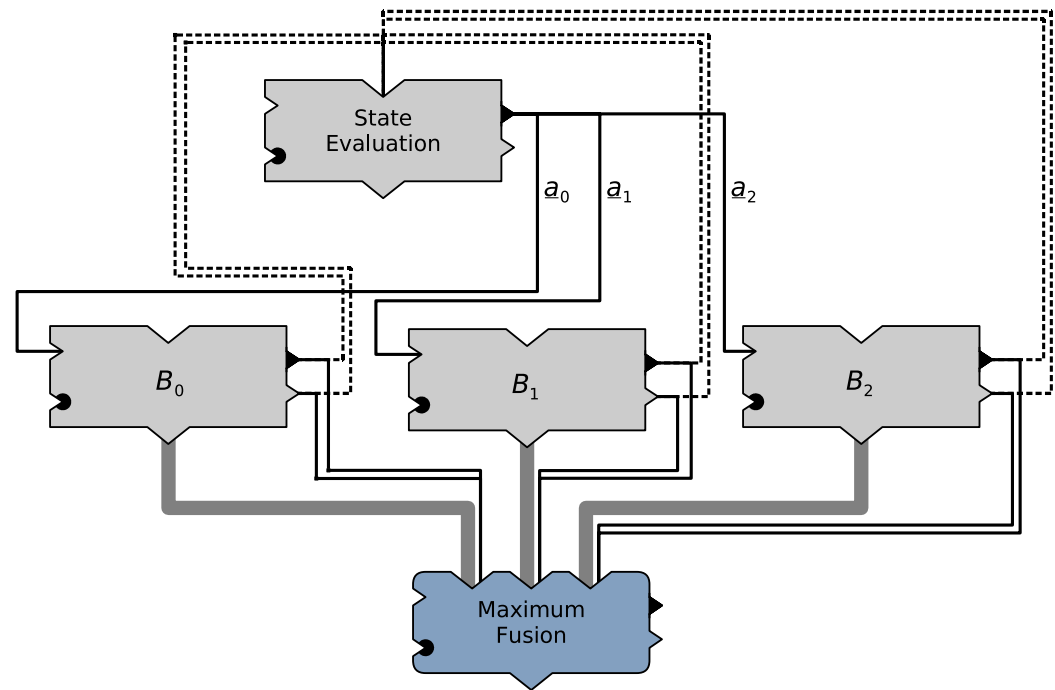 State
Evaluation
a₀ a₁ a₂
B₀ B₁ B₂
Maximum
Fusion